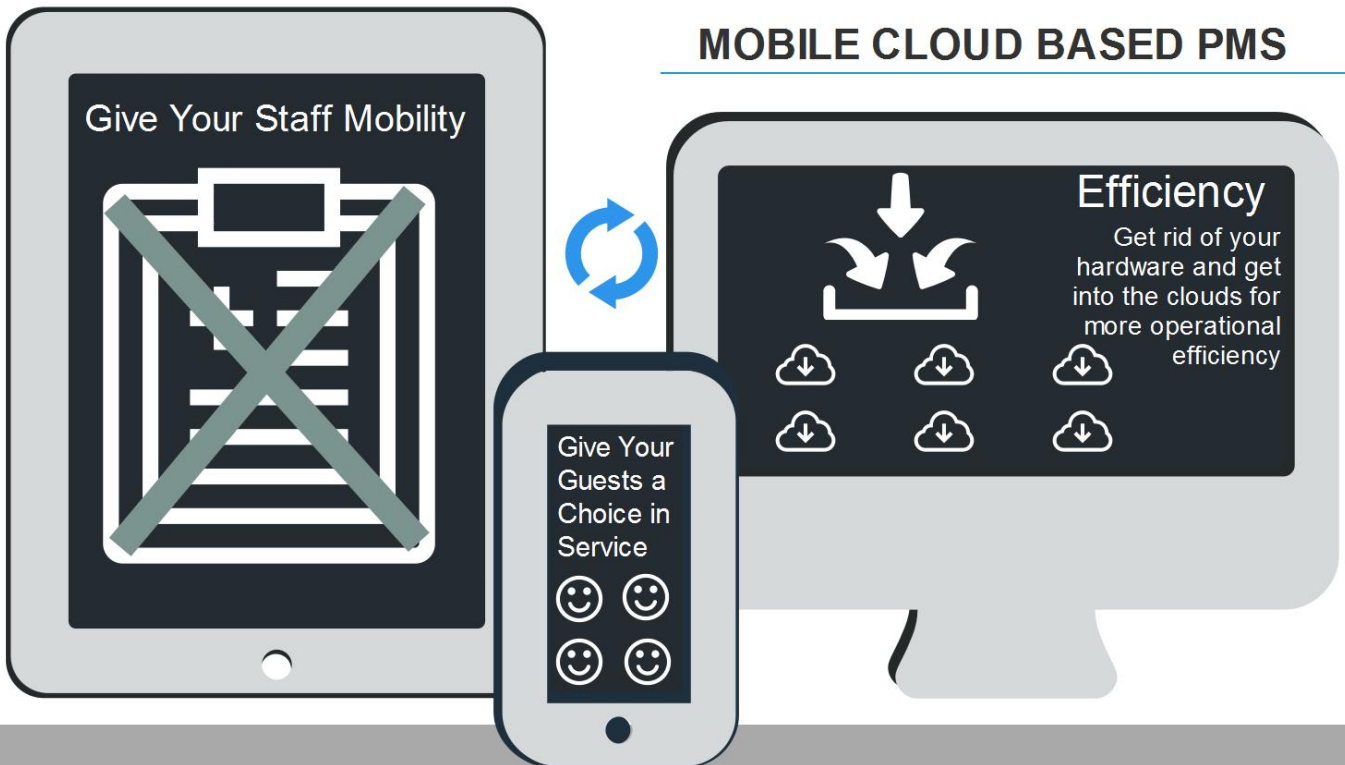 MOBILE CLOUD BASED PMS
Give Your Staff Mobility
Efficiency
Get rid of your
hardware and get
into the clouds for
more operational
efficiency
Give Your
Guests a
Choice in
Service